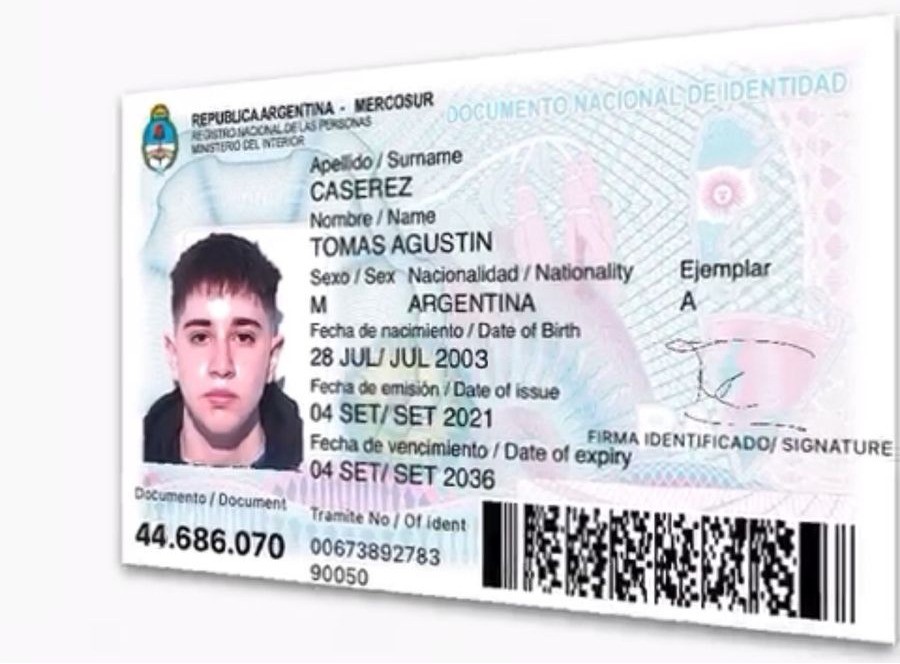 REPUBLICA ARGENTINA - MERCOSUR
REGISTRO NACIONAL DE LAS PERSONAS
MINISTERIO DEL INTERIOR
DOCUMENTO NACIONAL DE IDENTIDAD
Apellido / Surname
CASEREZ
Nombre / Name
TOMAS AGUSTIN
Sexo / Sex Nacionalidad / Nationality Ejemplar
M ARGENTINA A
Fecha de nacimiento / Date of Birth
28 JUL/ JUL 2003
Fecha de emisión / Date of issue
04 SET/ SET 2021
FIRMA IDENTIFICADO/ SIGNATURE
Fecha de vencimiento / Date of expiry
04 SET/ SET 2036
Documento / Document
44.686.070
Tramite No / Of ident
00673892783
90050